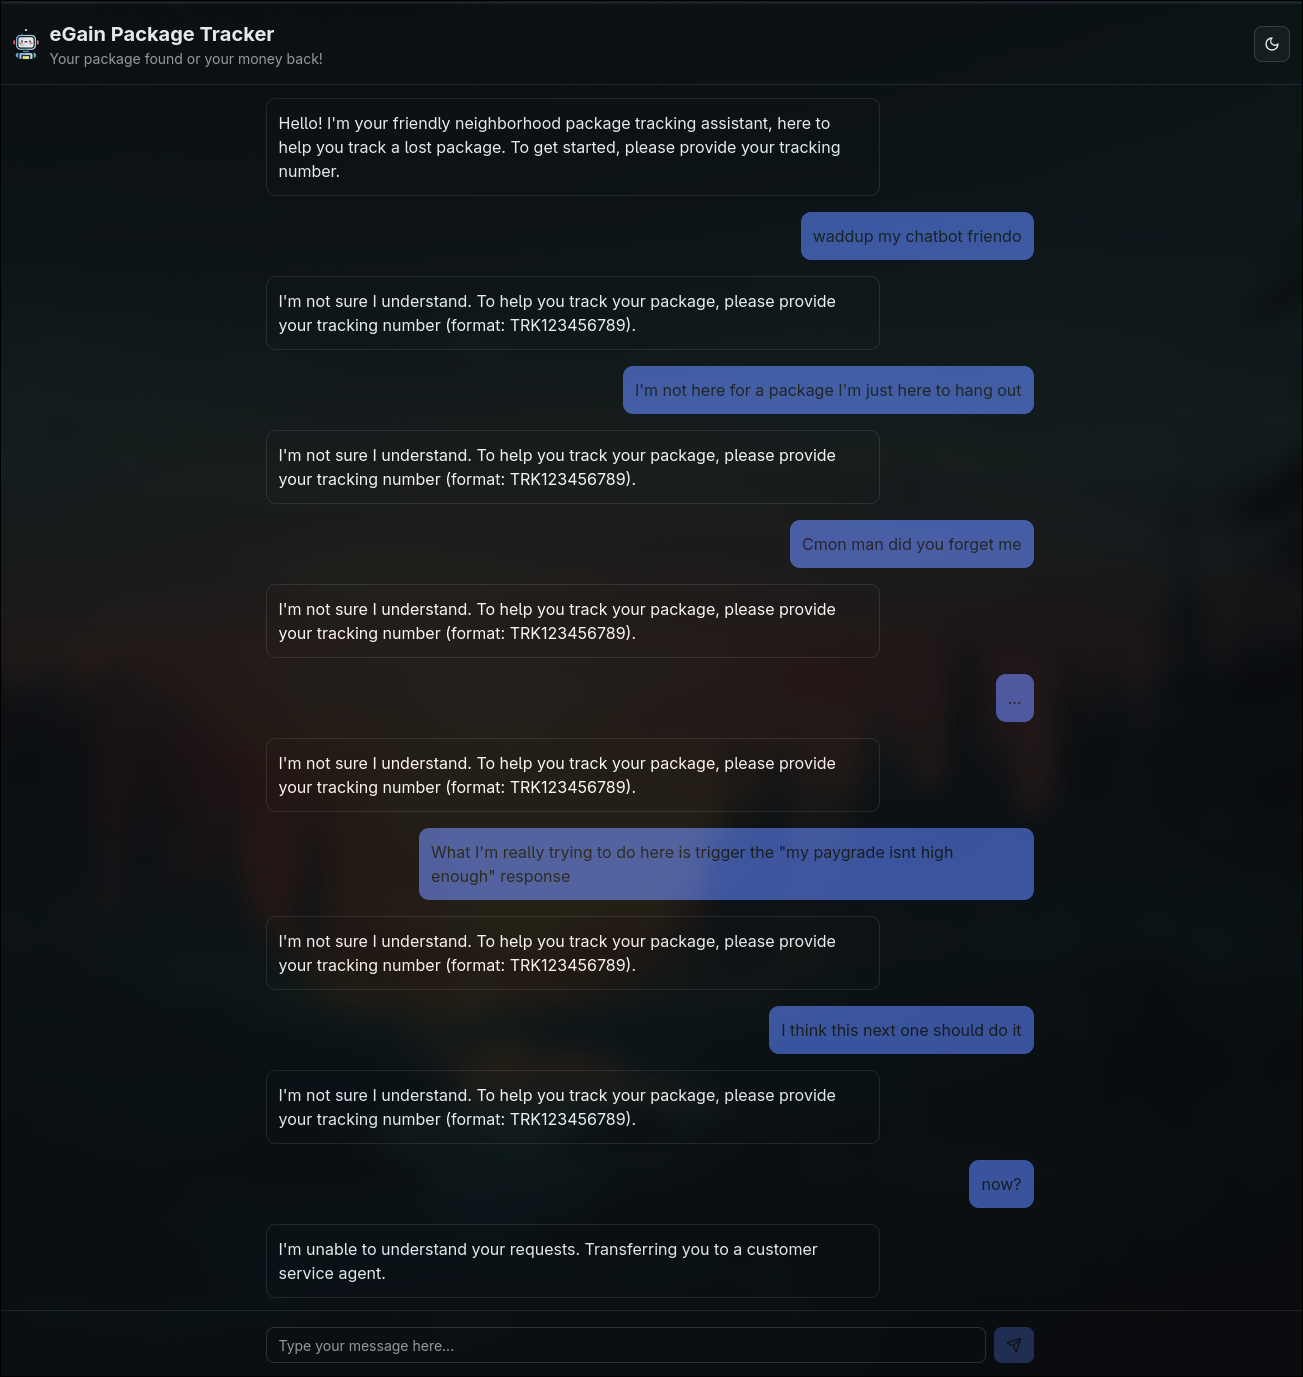 eGain Package Tracker
Your package found or your money back!
Hello! I'm your friendly neighborhood package tracking assistant, here to
help you track a lost package. To get started, please provide your tracking
number.
waddup my chatbot friendo
I'm not sure I understand. To help you track your package, please provide
your tracking number (format: TRK123456789).
I'm not here for a package I'm just here to hang out
I'm not sure I understand. To help you track your package, please provide
your tracking number (format: TRK123456789).
Cmon man did you forget me
I'm not sure I understand. To help you track your package, please provide
your tracking number (format: TRK123456789).
...
I'm not sure I understand. To help you track your package, please provide
your tracking number (format: TRK123456789).
What I'm really trying to do here is trigger the "my paygrade isnt high
enough" response
I'm not sure I understand. To help you track your package, please provide
your tracking number (format: TRK123456789).
I think this next one should do it
I'm not sure I understand. To help you track your package, please provide
your tracking number (format: TRK123456789).
now?
I'm unable to understand your requests. Transferring you to a customer
service agent.
Type your message here...